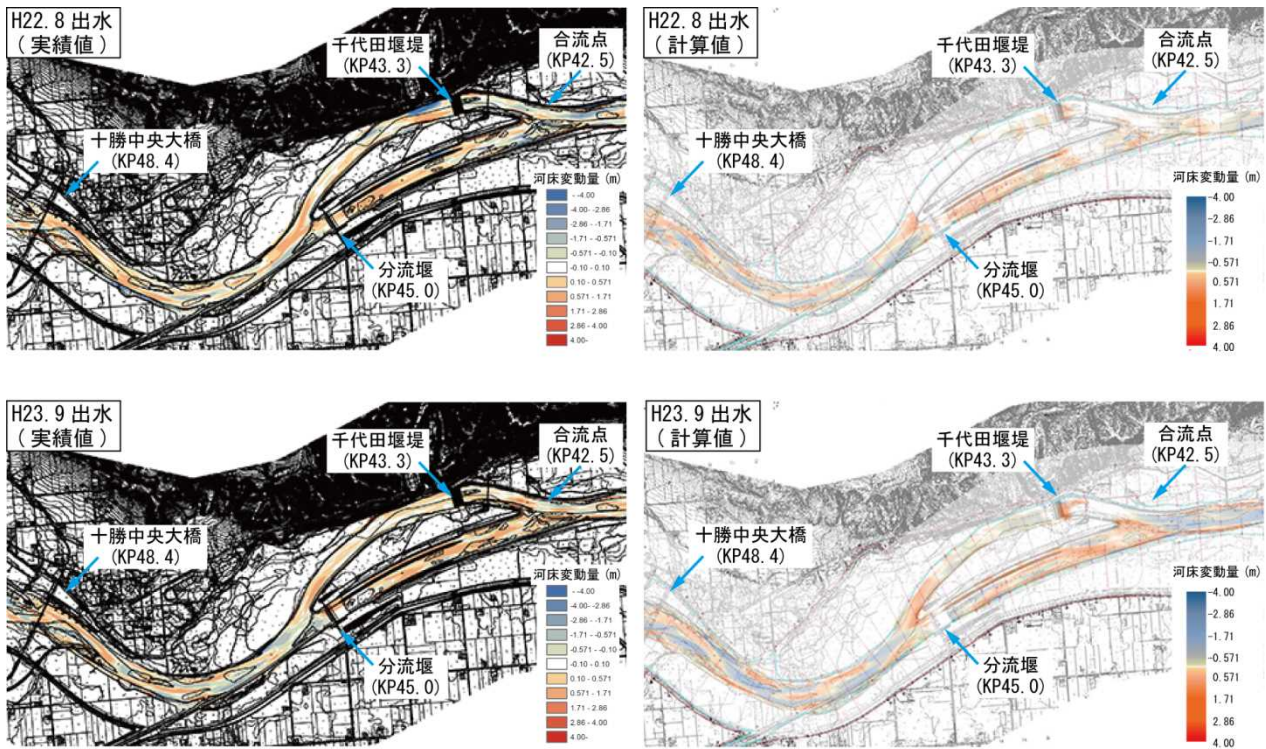 H22.8 出水
(実績値)
千代田堰堤
(KP43.3)
合流点
(KP42.5)
十勝中央大橋
(KP48.4)
分流堰
(KP45.0)
河床変動量 (m)
- -4.00
-4.00 - -2.86
-2.86 - -1.71
-1.71 - -0.571
-0.571 - -0.10
-0.10 - 0.10
0.10 - 0.571
0.571 - 1.71
1.71 - 2.86
2.86 - 4.00
4.00-
H22.8 出水
(計算値)
千代田堰堤
(KP43.3)
合流点
(KP42.5)
十勝中央大橋
(KP48.4)
分流堰
(KP45.0)
河床変動量 (m)
-4.00
-2.86
-1.71
-0.571
0.571
1.71
2.86
4.00
H23.9 出水
(実績値)
千代田堰堤
(KP43.3)
合流点
(KP42.5)
十勝中央大橋
(KP48.4)
分流堰
(KP45.0)
河床変動量 (m)
- -4.00
-4.00 - -2.86
-2.86 - -1.71
-1.71 - -0.571
-0.571 - -0.10
-0.10 - 0.10
0.10 - 0.571
0.571 - 1.71
1.71 - 2.86
2.86 - 4.00
4.00-
H23.9 出水
(計算値)
千代田堰堤
(KP43.3)
合流点
(KP42.5)
十勝中央大橋
(KP48.4)
分流堰
(KP45.0)
河床変動量 (m)
-4.00
-2.86
-1.71
-0.571
0.571
1.71
2.86
4.00